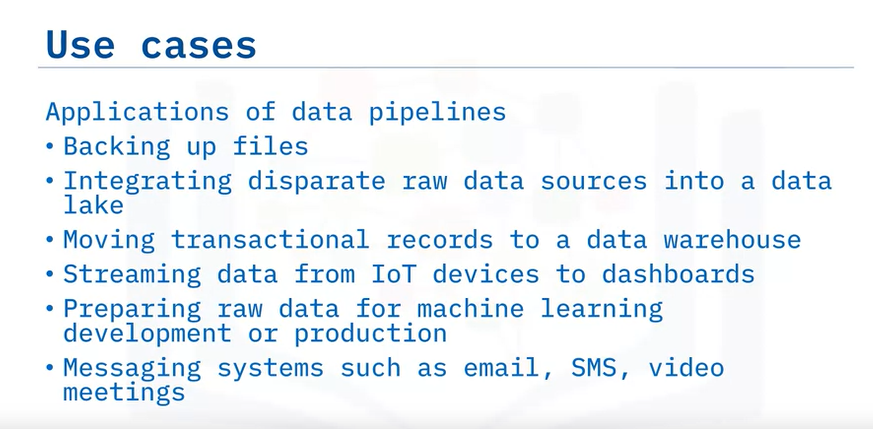 Use cases
Applications of data pipelines
• Backing up files
• Integrating disparate raw data sources into a data
lake
• Moving transactional records to a data warehouse
• Streaming data from IoT devices to dashboards
• Preparing raw data for machine learning
development or production
• Messaging systems such as email, SMS, video
meetings